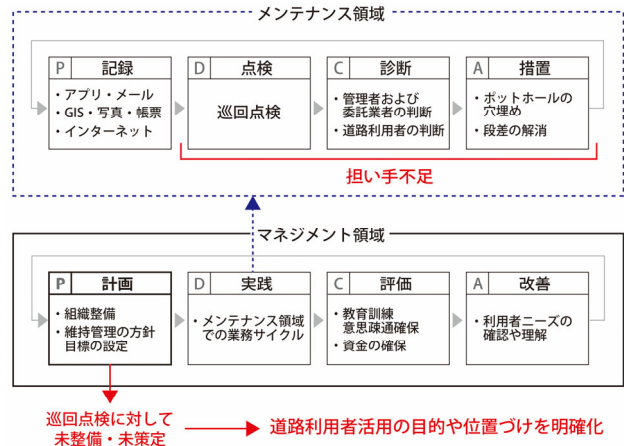 メンテナンス領域
P 記録
・アプリ・メール
・GIS・写真・帳票
・インターネット
D 点検
巡回点検
C 診断
・管理者および
委託業者の判断
・道路利用者の判断
A 措置
・ポットホールの
穴埋め
・段差の解消
担い手不足
マネジメント領域
P 計画
・組織整備
・維持管理の方針
目標の設定
D 実践
・メンテナンス領域
での業務サイクル
C 評価
・教育訓練
意思疎通確保
・資金の確保
A 改善
・利用者ニーズの
確認や理解
巡回点検に対して
未整備・未策定
道路利用者活用の目的や位置づけを明確化